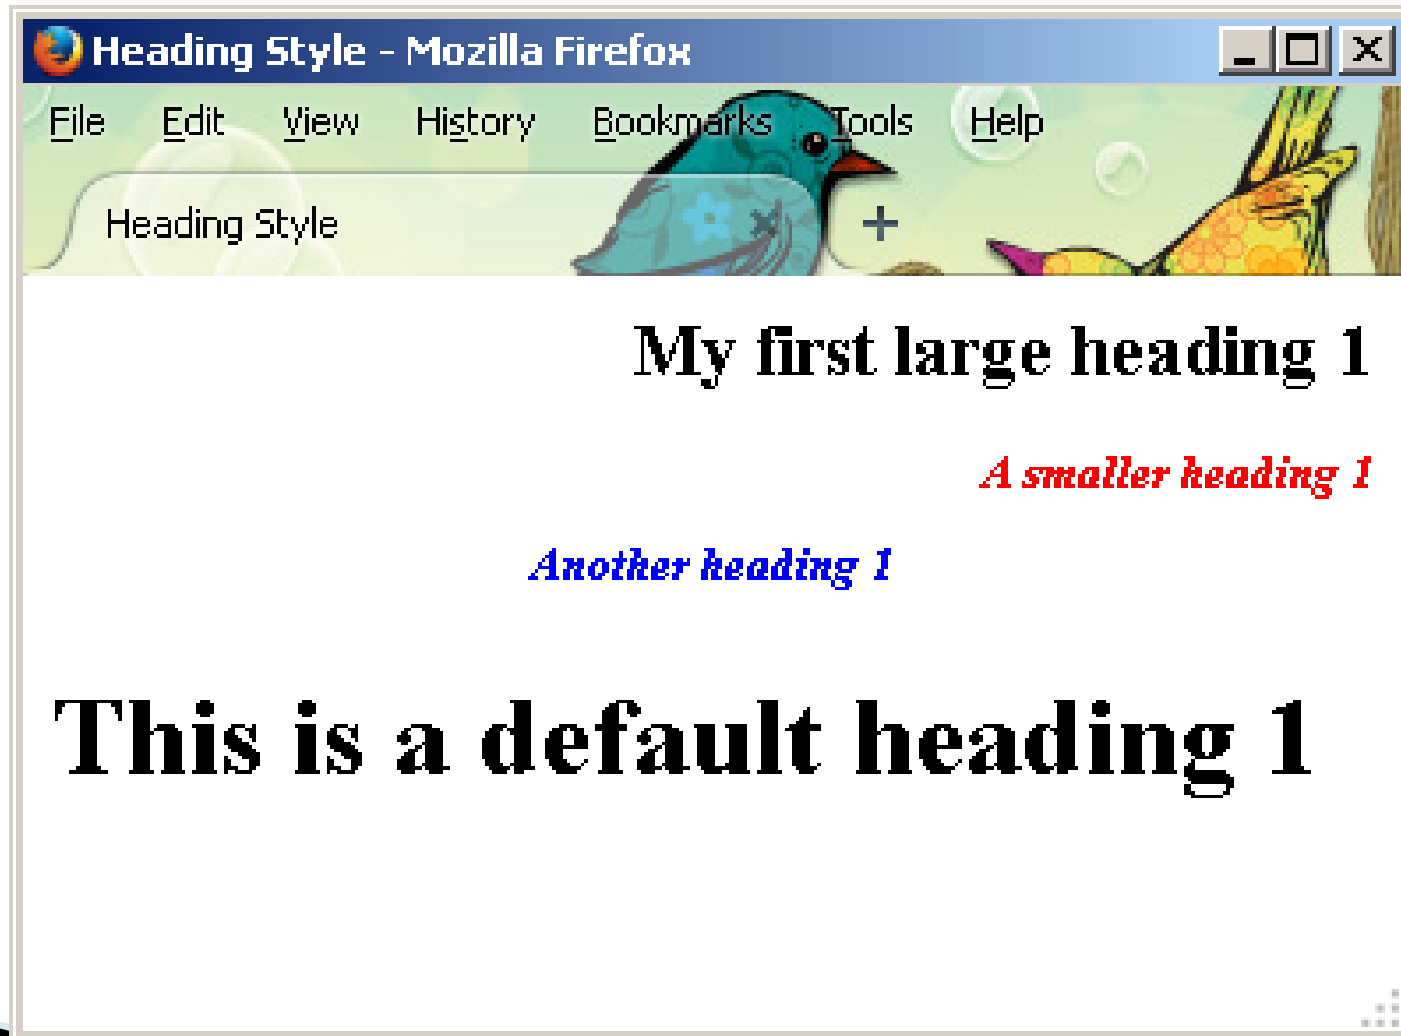 Heading Style - Mozilla Firefox
File Edit View History Bookmarks Tools Help
Heading Style
My first large heading 1
A smaller heading 1
Another heading 1
This is a default heading 1